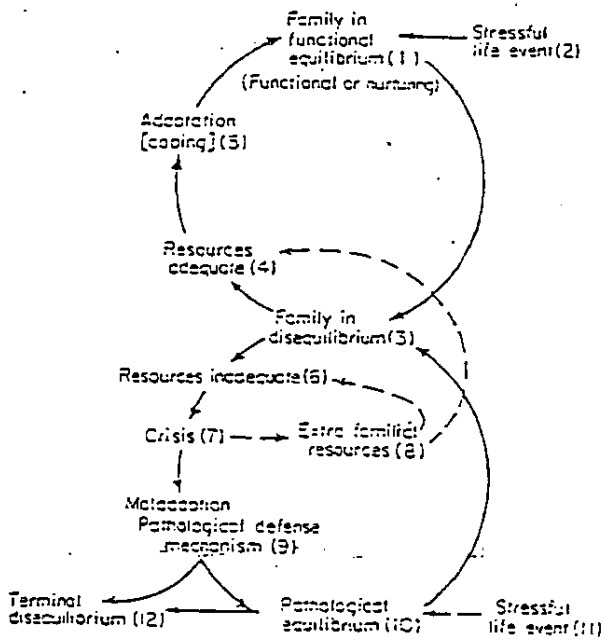 Family in
functional
equilibrium (1)
(Functional or nurturing)
Stressful
life event (2)
Adaptation
[coping] (5)
Resources
adequate (4)
Family in
disequilibrium (3)
Resources inadequate (6)
Crisis (7)
Extra familial
resources (8)
Maladaption
Pathological defense
mechanism (9)
Terminal
disequilibrium (12)
Pathological
equilibrium (10)
Stressful
life event (11)